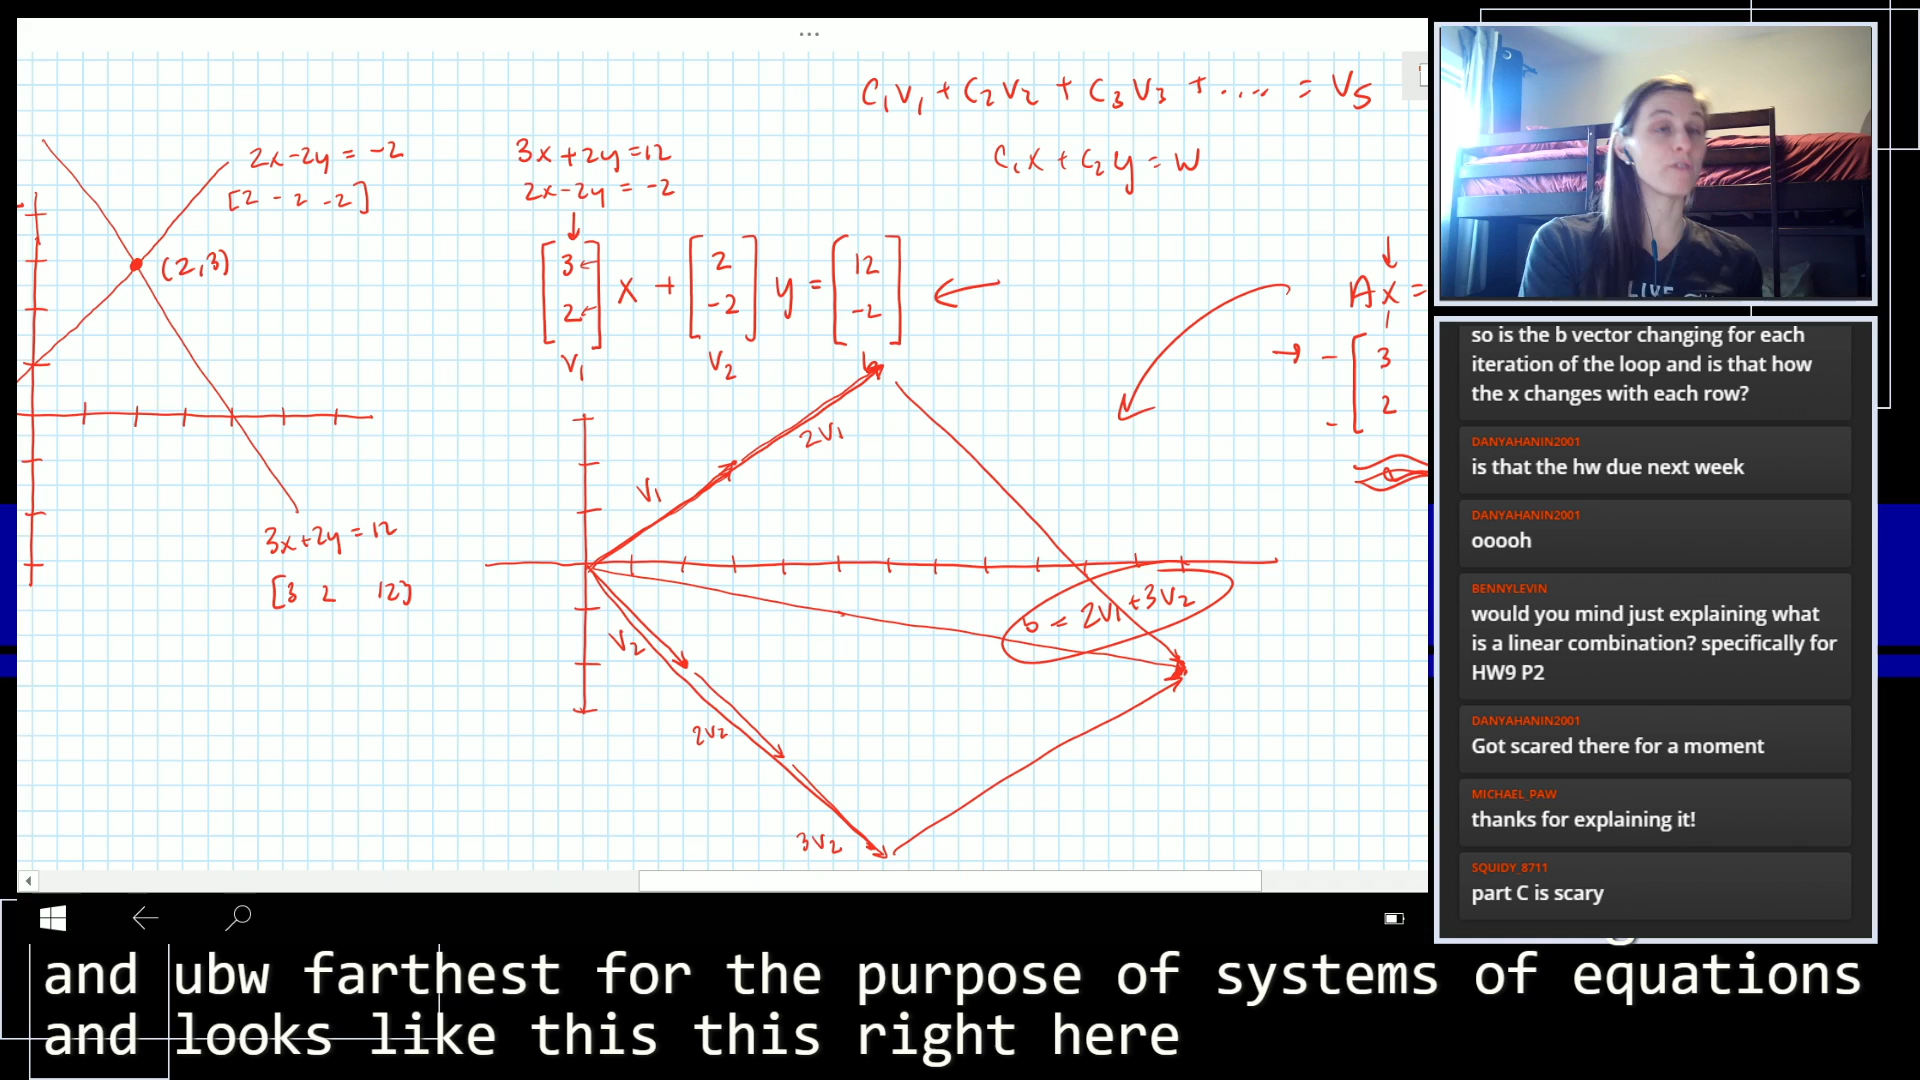 ...
C₁V₁ + C₂V₂ + C₃V₃ + .... = V₅
C₁X + C₂y = W
2x-2y = -2
[2 -2 -2]
(2,3)
3x+2y=12
[3 2 12]
3x+2y=12
2x-2y = -2
[3 2] x + [2 -2] y = [12 -2]
V₁ V₂ b
AX =
3
2
V₁
2V₁
V₂
2V₂
3V₂
b = 2V₁+3V₂
LIVE
so is the b vector changing for each
iteration of the loop and is that how
the x changes with each row?
DANYAHANIN2001
is that the hw due next week
DANYAHANIN2001
ooooh
BENNYLEVIN
would you mind just explaining what
is a linear combination? specifically for
HW9 P2
DANYAHANIN2001
Got scared there for a moment
MICHAEL_PAW
thanks for explaining it!
SQUIDY_8711
part C is scary
and ubw farthest for the purpose of systems of equations
and looks like this this right here